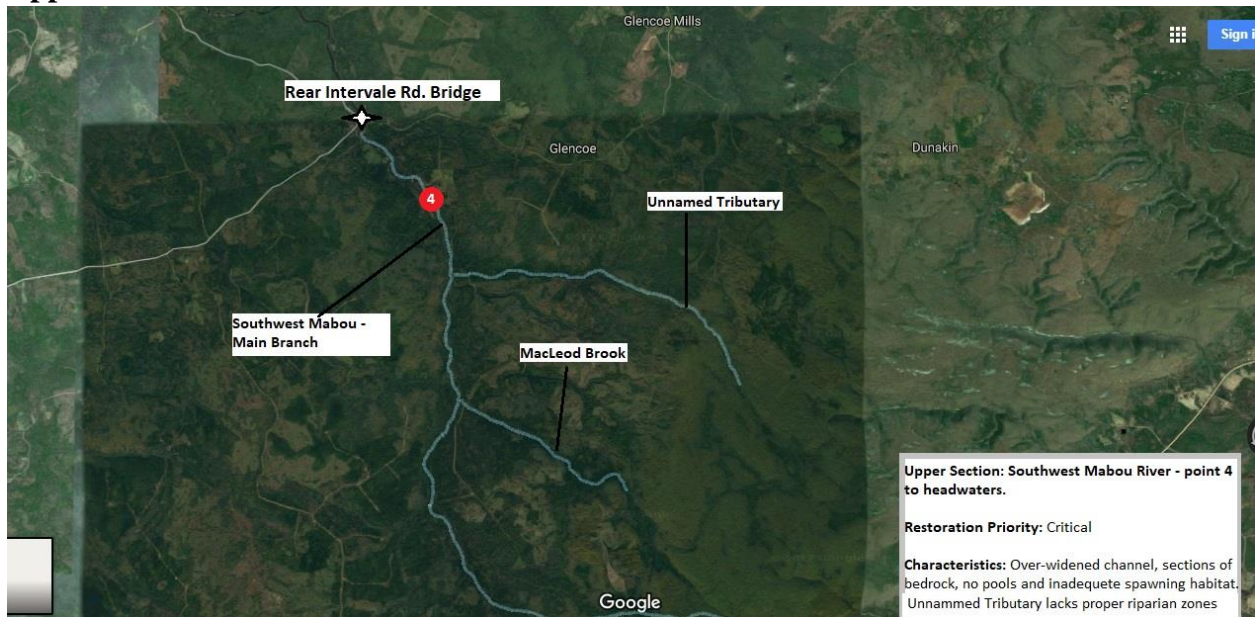 Glencoe Mills
Sign i
Rear Intervale Rd. Bridge
Glencoe
Dunakin
4
Unnamed Tributary
Southwest Mabou -
Main Branch
MacLeod Brook
Upper Section: Southwest Mabou River - point 4
to headwaters.
Restoration Priority: Critical
Characteristics: Over-widened channel, sections of
bedrock, no pools and inadequete spawning habitat.
Unnammed Tributary lacks proper riparian zones
Google